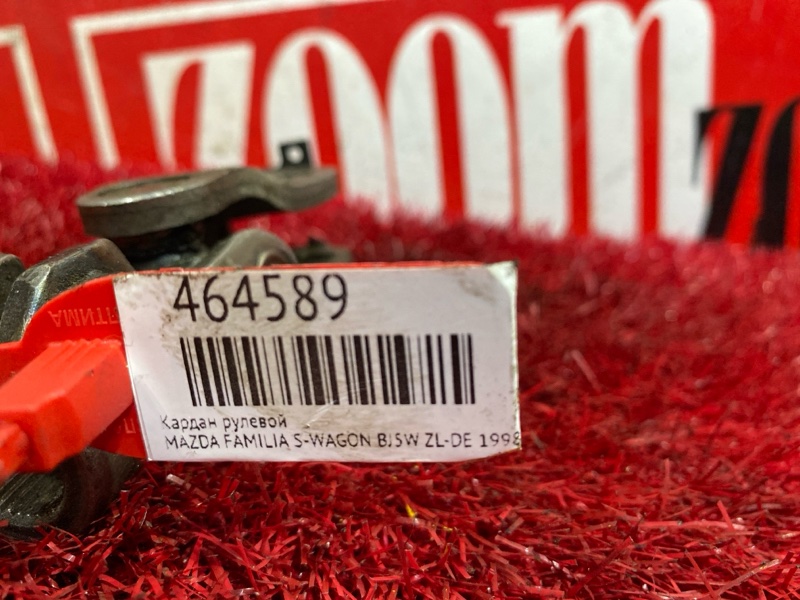 zoom
464589
Кардан рулевой
MAZDA FAMILIA S-WAGON BJ5W ZL-DE 1998